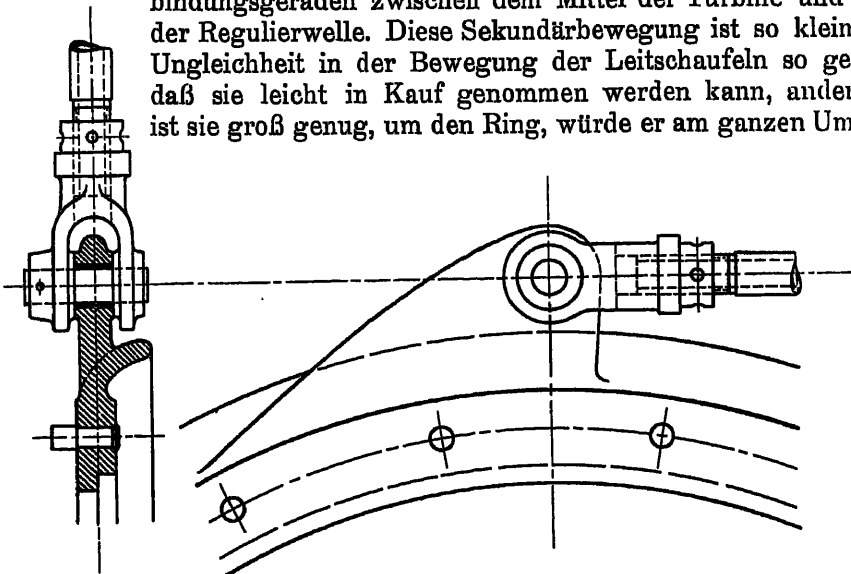 bindungsgeraden zwischen dem Mittel der Turbine und
der Regulierwelle. Diese Sekundärbewegung ist so klein
Ungleichheit in der Bewegung der Leitschaufeln so ge
daß sie leicht in Kauf genommen werden kann, ander
ist sie groß genug, um den Ring, würde er am ganzen Um